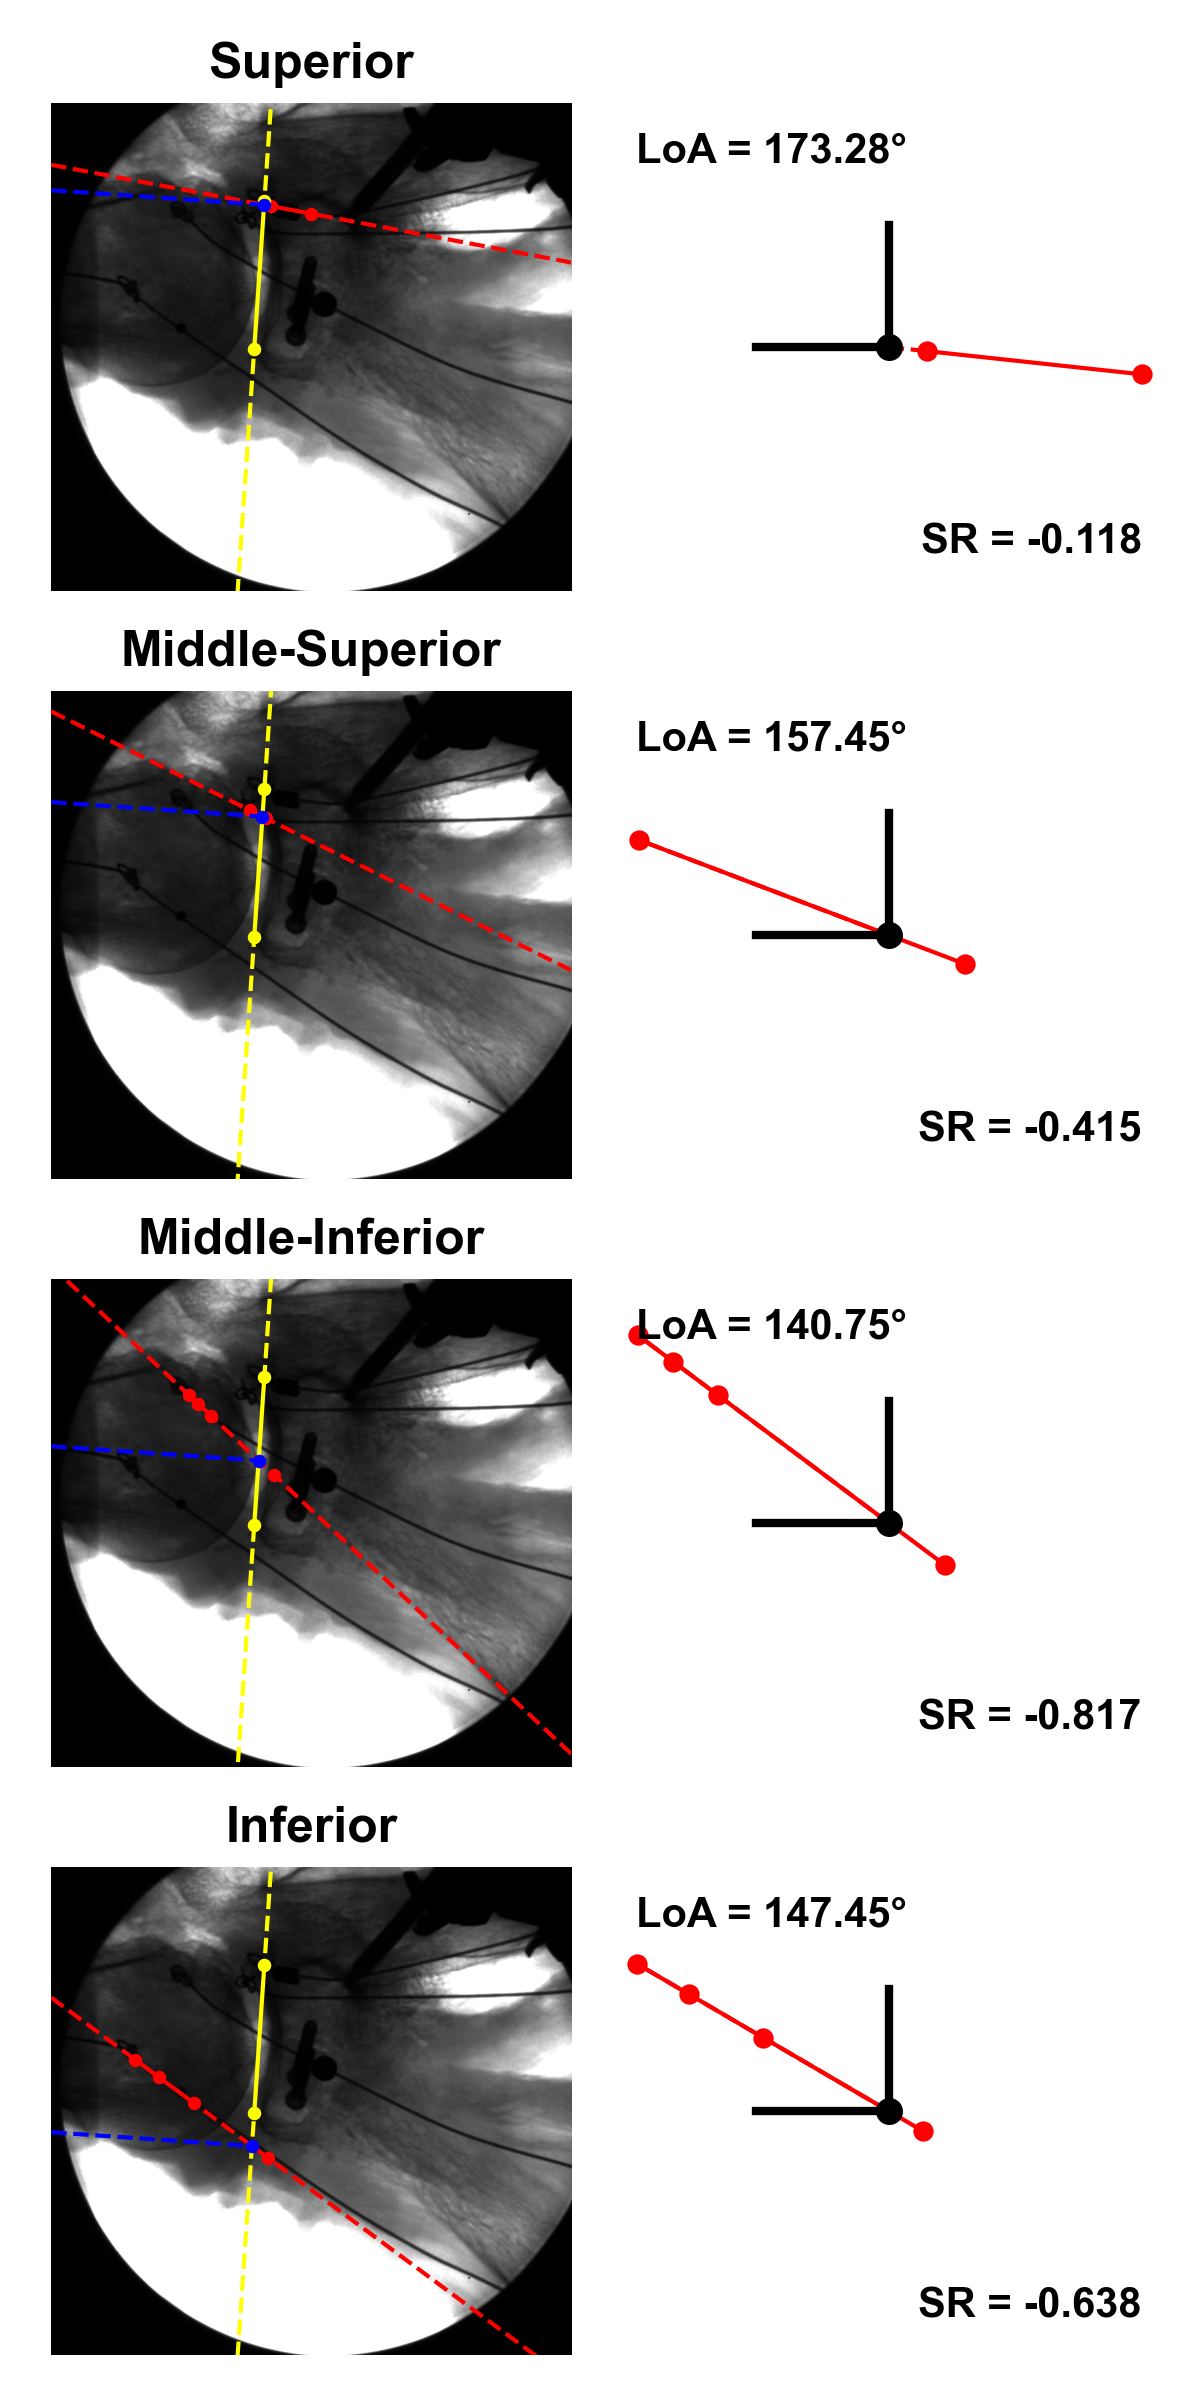 Superior
LoA = 173.28°
SR = -0.118
Middle-Superior
LoA = 157.45°
SR = -0.415
Middle-Inferior
LoA = 140.75°
SR = -0.817
Inferior
LoA = 147.45°
SR = -0.638